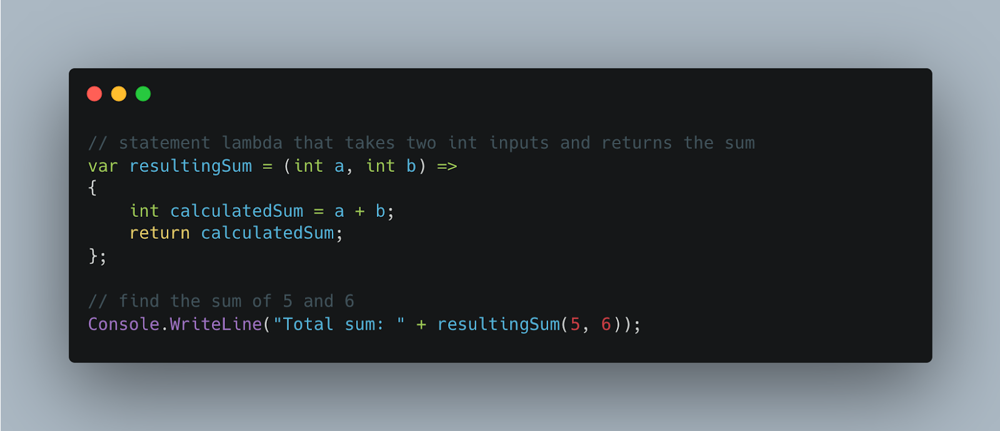 // statement lambda that takes two int inputs and returns the sum
var resultingSum = (int a, int b) =>
{
    int calculatedSum = a + b;
    return calculatedSum;
};

// find the sum of 5 and 6
Console.WriteLine("Total sum: " + resultingSum(5, 6));